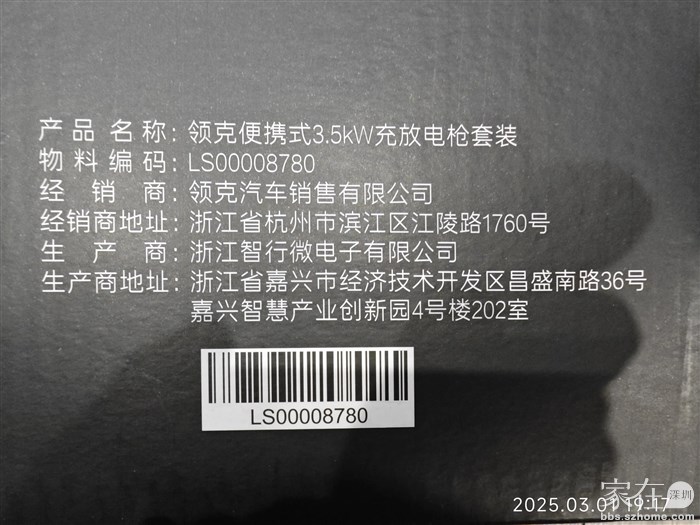 产品名称：领克便携式3.5kW充放电枪套装
物料编码：LS00008780
经销商：领克汽车销售有限公司
经销商地址：浙江省杭州市滨江区江陵路1760号
生产商：浙江智行微电子有限公司
生产商地址：浙江省嘉兴市经济技术开发区昌盛南路36号
嘉兴智慧产业创新园4号楼202室
LS00008780
家在深圳
2025.03.01 19:17
bbs.szhome.com